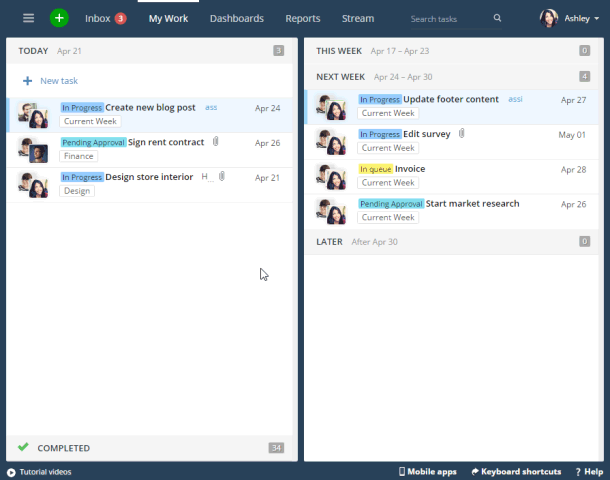 Inbox 3 My Work Dashboards Reports Stream Search tasks Ashley
TODAY Apr 21 3
New task
In Progress Create new blog post ass Apr 24
Current Week
Pending Approval Sign rent contract Apr 26
Finance
In Progress Design store interior H Apr 21
Design
COMPLETED 34
THIS WEEK Apr 17 – Apr 23 0
NEXT WEEK Apr 24 – Apr 30 4
In Progress Update footer content assi Apr 27
Current Week
In Progress Edit survey May 01
Current Week
In queue Invoice Apr 28
Current Week
Pending Approval Start market research Apr 26
Current Week
LATER After Apr 30 0
Tutorial videos Mobile apps Keyboard shortcuts ? Help